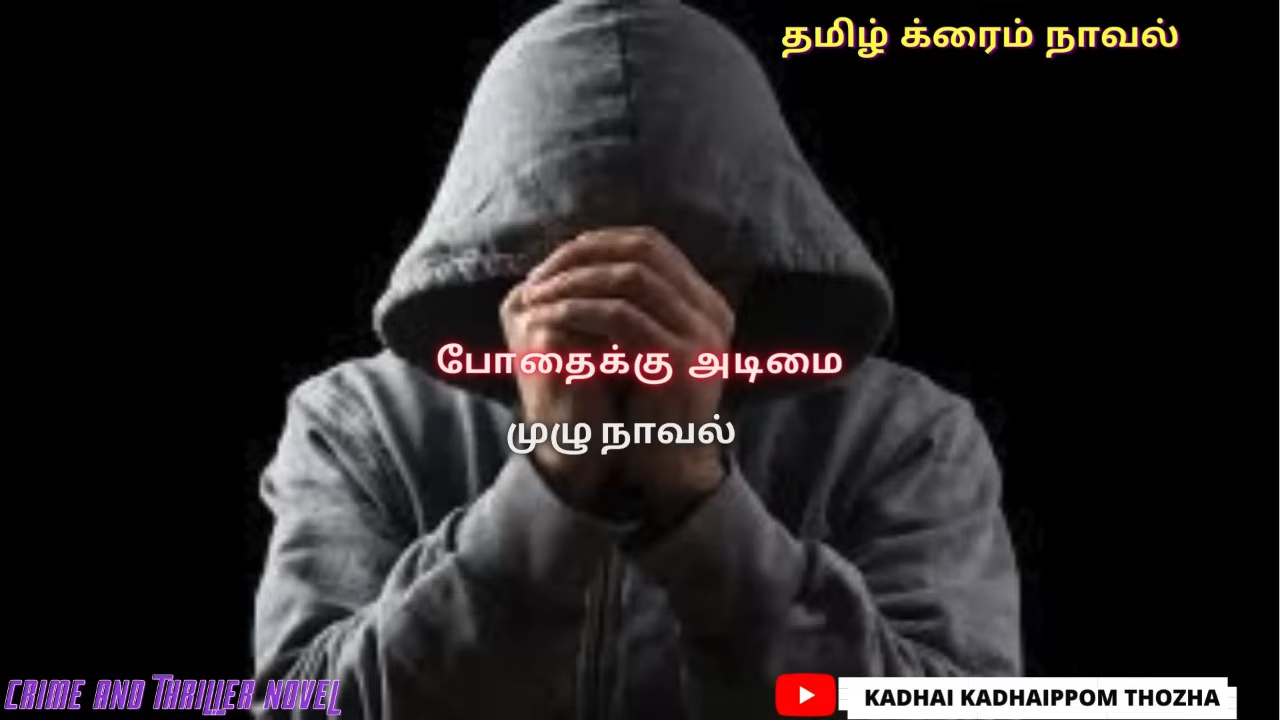 தமிழ் க்ரைம் நாவல்
போதைக்கு அடிமை
முழு நாவல்
CRIME AND THRILLER NOVEL
KADHAI KADHAIPPOM THOZHA